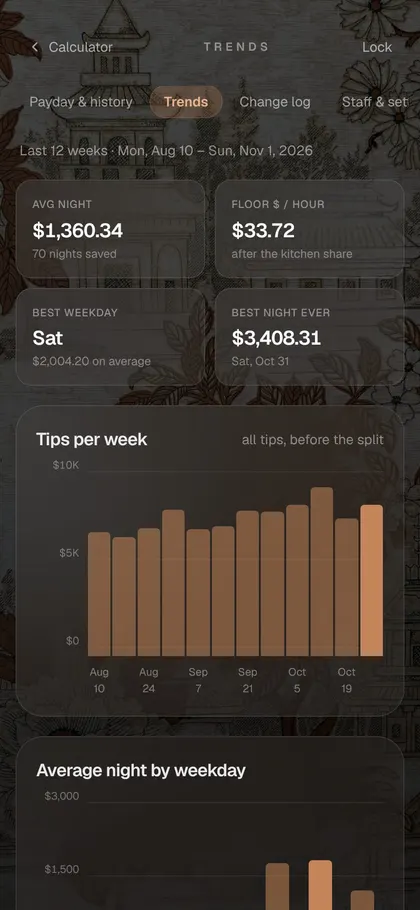 Calculator
TRENDS
Lock
Payday & history
Trends
Change log
Staff & set
Last 12 weeks · Mon, Aug 10 – Sun, Nov 1, 2026
AVG NIGHT
$1,360.34
70 nights saved
FLOOR $ / HOUR
$33.72
after the kitchen share
BEST WEEKDAY
Sat
$2,004.20 on average
BEST NIGHT EVER
$3,408.31
Sat, Oct 31
Tips per week
all tips, before the split
$10K
$5K
$0
Aug 10
Aug 24
Sep 7
Sep 21
Oct 5
Oct 19
Average night by weekday
$3,000
$1,500